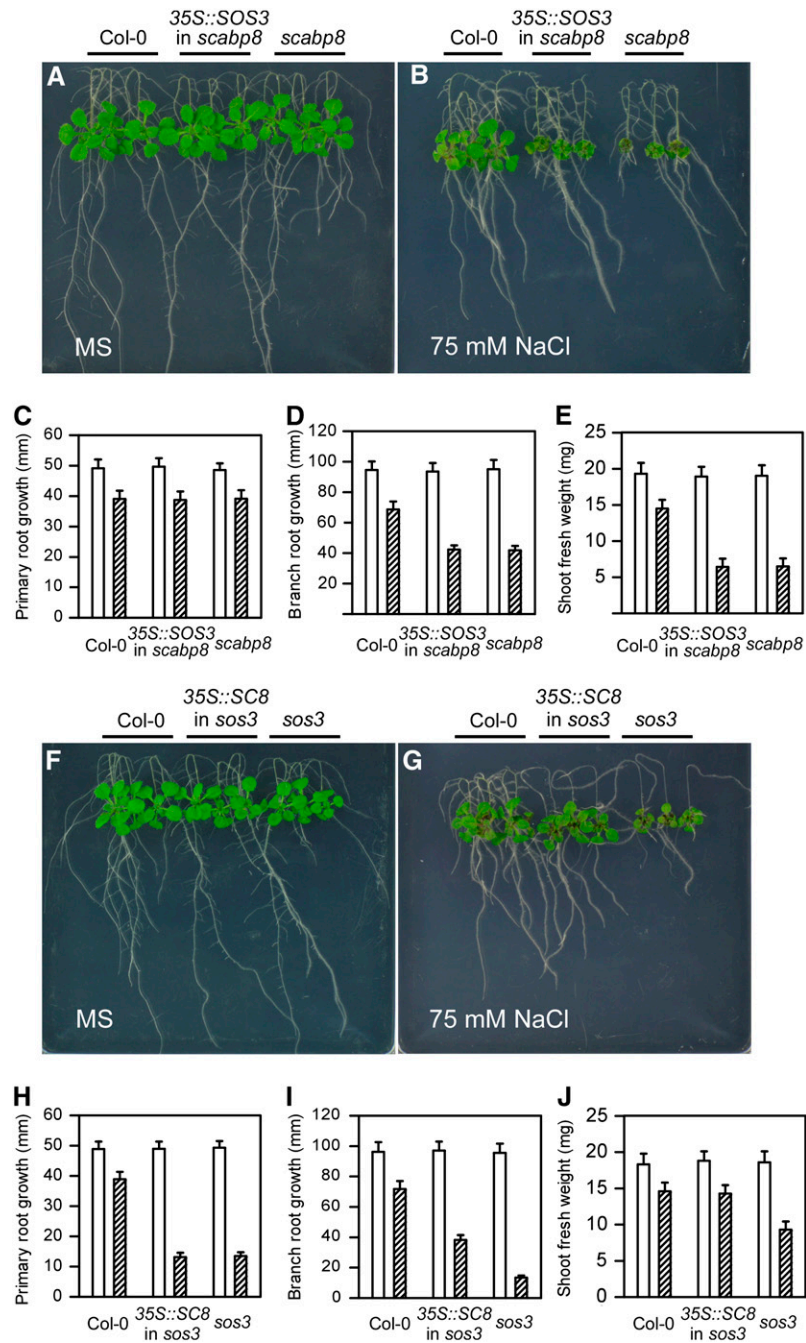 35S::SOS3
Col-0 in scabp8 scabp8
A
B
MS
75 mM NaCl
35S::SOS3
Col-0 in scabp8 scabp8
C
Primary root growth (mm)
60
50
40
30
20
10
0
Col-0 35S::SOS3 in scabp8 scabp8
D
Branch root growth (mm)
120
100
80
60
40
20
Col-0 35S::SOS3 in scabp8 scabp8
E
Shoot fresh weight (mg)
25
20
15
10
5
Col-0 35S::SOS3 in scabp8 scabp8
35S::SC8
Col-0 in sos3 sos3
F
MS
35S::SC8
Col-0 in sos3 sos3
G
75 mM NaCl
H
Primary root growth (mm)
60
50
40
30
20
10
0
Col-0 35S::SC8 in sos3 sos3
I
Branch root growth (mm)
120
100
80
60
40
20
0
Col-0 35S::SC8 in sos3 sos3
J
Shoot fresh weight (mg)
25
20
15
10
5
0
Col-0 35S::SC8 in sos3 sos3